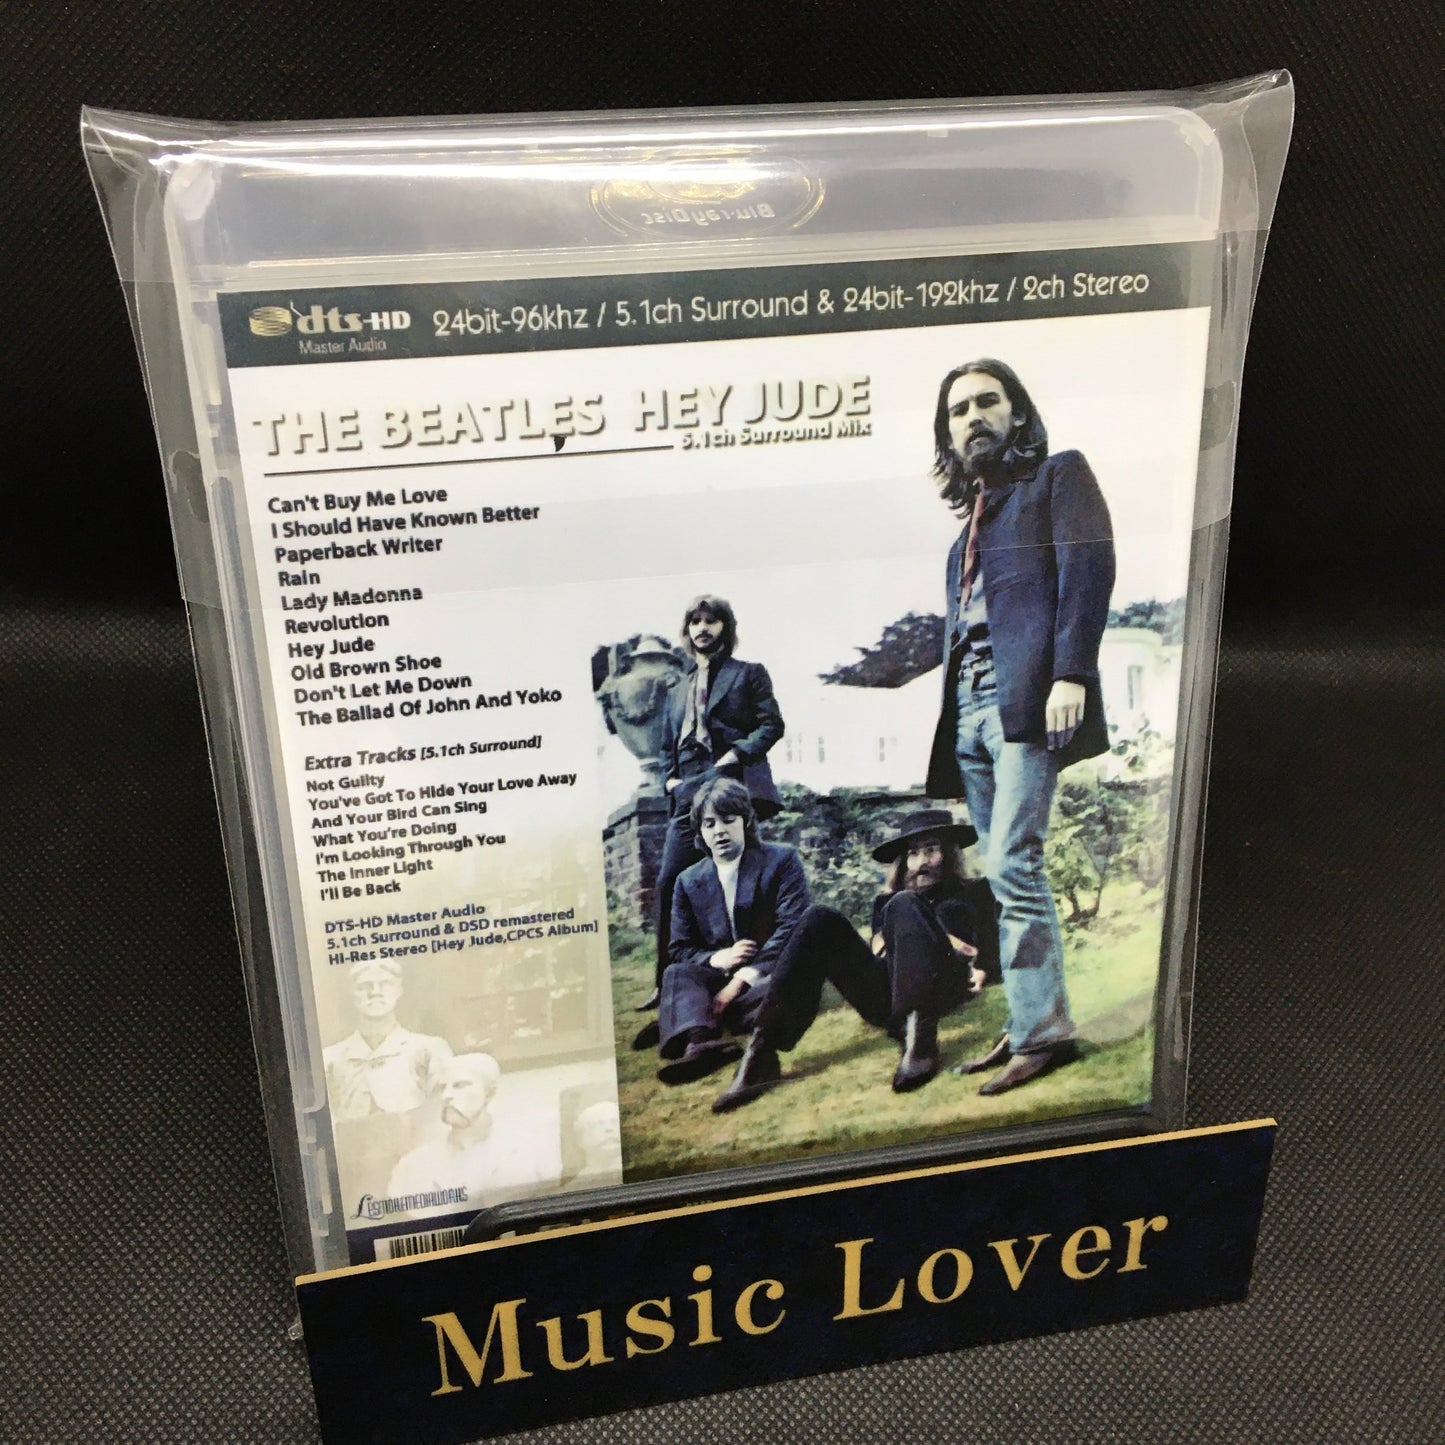 Blu-ray Disc
dts-HD
Master Audio
24bit-96khz / 5.1ch Surround & 24bit-192khz / 2ch Stereo
THE BEATLES HEY JUDE
5.1ch Surround Mix
Can't Buy Me Love
I Should Have Known Better
Paperback Writer
Rain
Lady Madonna
Revolution
Hey Jude
Old Brown Shoe
Don't Let Me Down
The Ballad Of John And Yoko
Extra Tracks [5.1ch Surround]
Not Guilty
You've Got To Hide Your Love Away
And Your Bird Can Sing
What You're Doing
I'm Looking Through You
The Inner Light
I'll Be Back
DTS-HD Master Audio
5.1ch Surround & DSD remastered
Hi-Res Stereo [Hey Jude,CPCS Album]
LESMOKEMEDIAWORKS
Music Lover